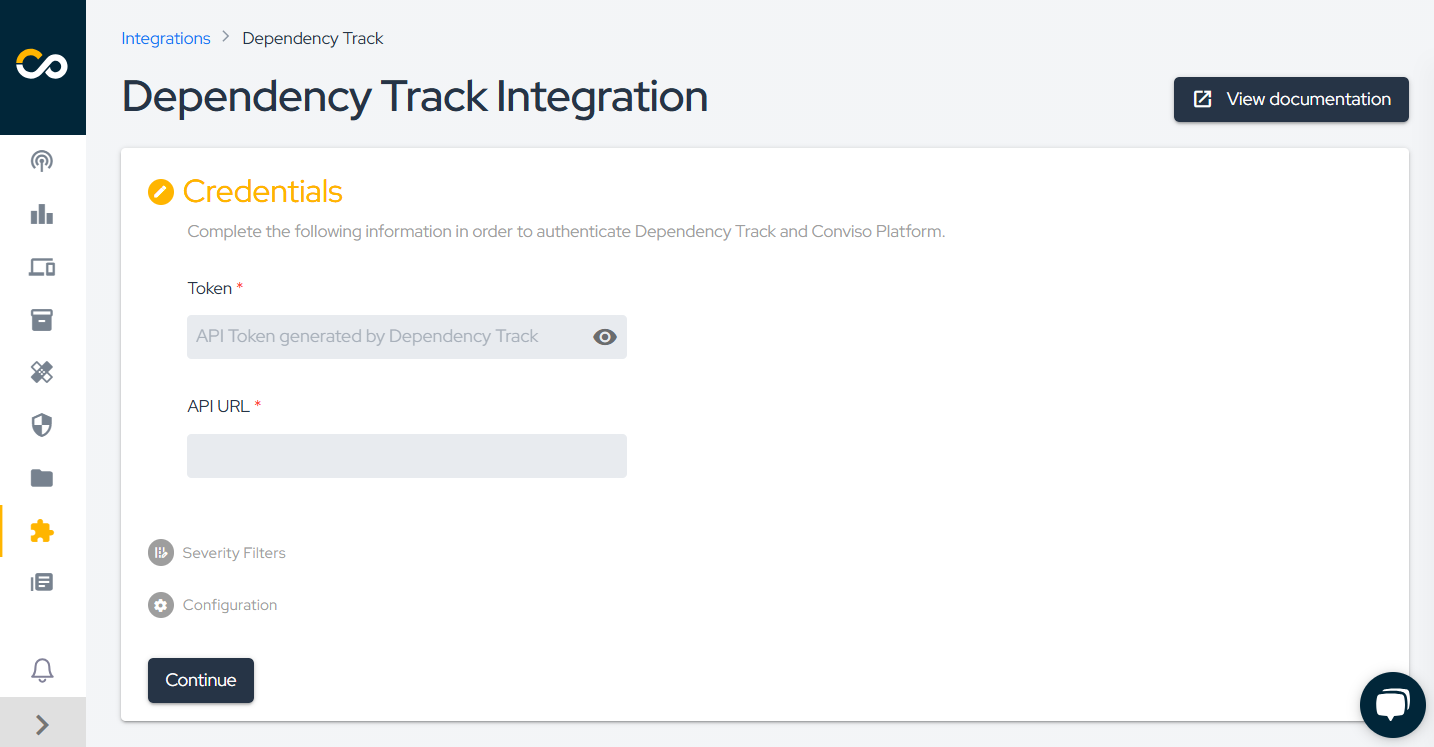 Integrations > Dependency Track
Dependency Track Integration
View documentation
Credentials
Complete the following information in order to authenticate Dependency Track and Conviso Platform.
Token *
API Token generated by Dependency Track
API URL *
Severity Filters
Configuration
Continue